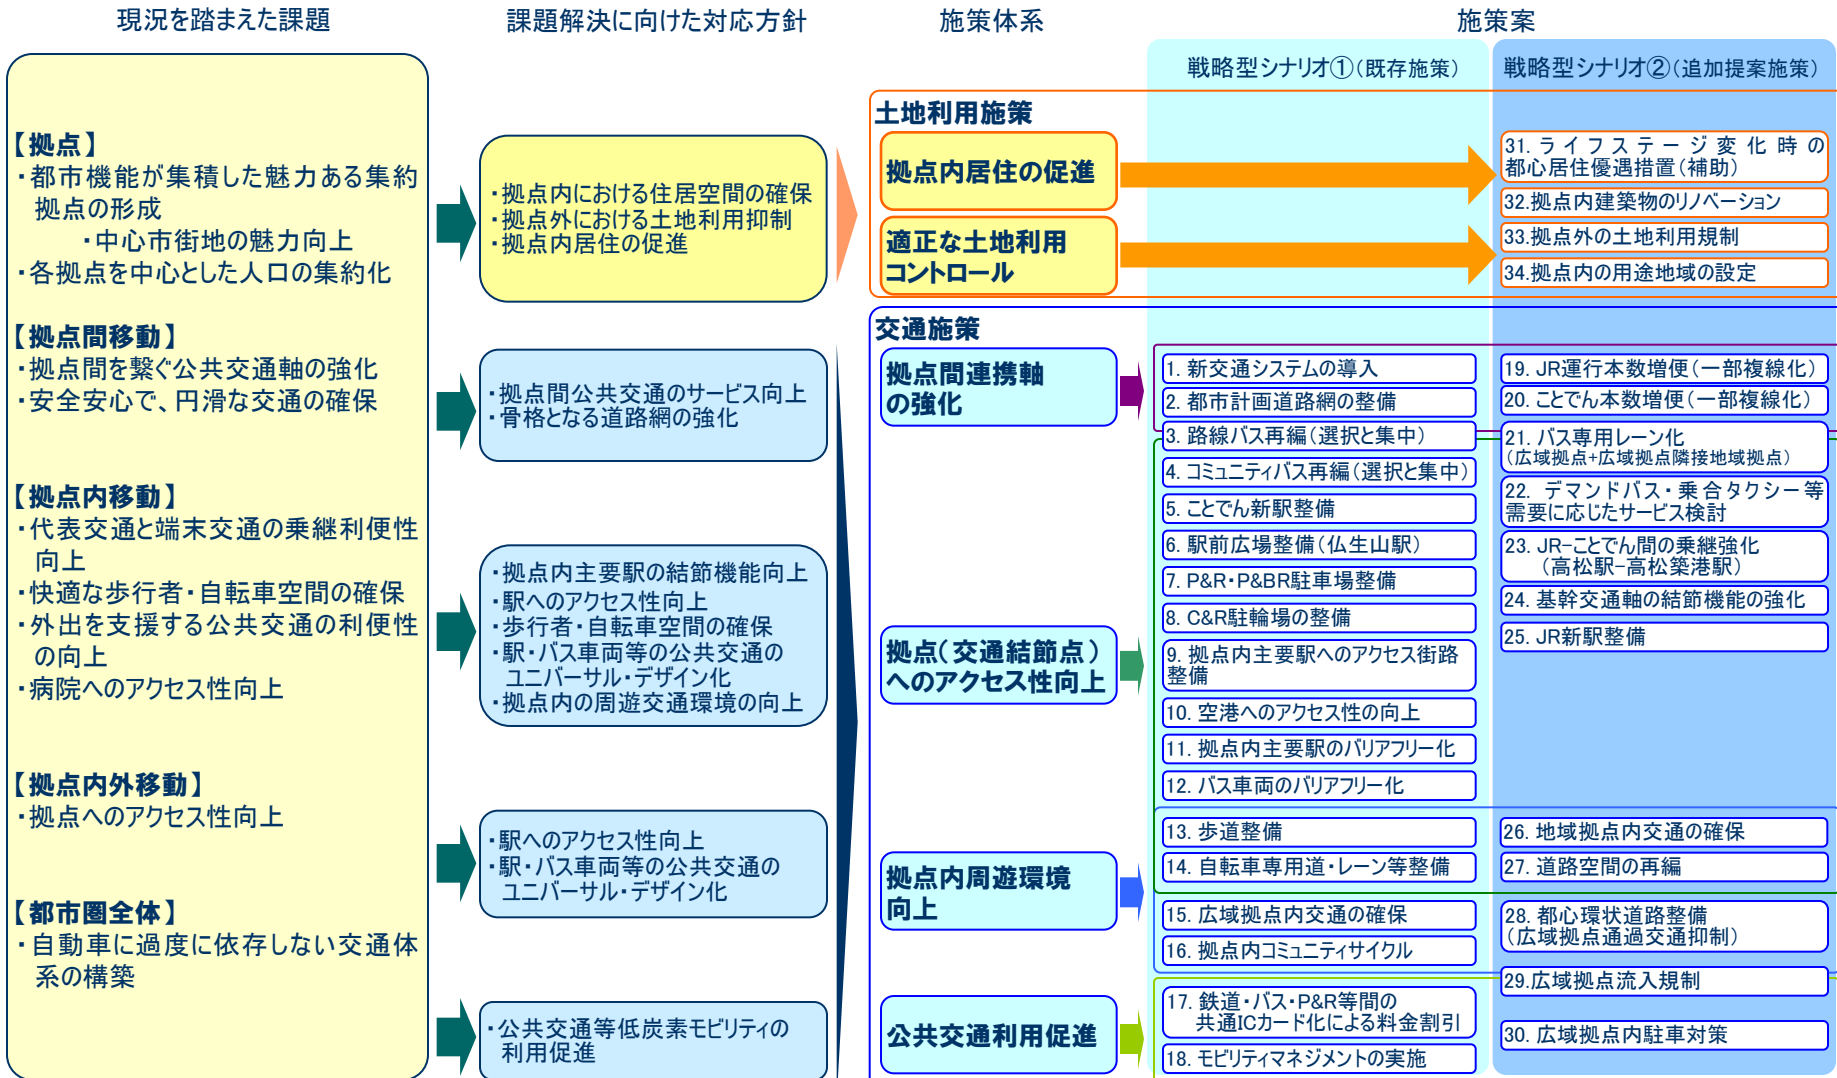 現況を踏まえた課題
課題解決に向けた対応方針
施策体系
施策案
戦略型シナリオ①(既存施策)
戦略型シナリオ②(追加提案施策)
【拠点】
・都市機能が集積した魅力ある集約
拠点の形成
・中心市街地の魅力向上
・各拠点を中心とした人口の集約化
【拠点間移動】
・拠点間を繋ぐ公共交通軸の強化
・安全安心で、円滑な交通の確保
【拠点内移動】
・代表交通と端末交通の乗継利便性
向上
・快適な歩行者・自転車空間の確保
・外出を支援する公共交通の利便性
の向上
・病院へのアクセス性向上
【拠点内外移動】
・拠点へのアクセス性向上
【都市圏全体】
・自動車に過度に依存しない交通体
系の構築
・拠点内における住居空間の確保
・拠点外における土地利用抑制
・拠点内居住の促進
・拠点間公共交通のサービス向上
・骨格となる道路網の強化
・拠点内主要駅の結節機能向上
・駅へのアクセス性向上
・歩行者・自転車空間の確保
・駅・バス車両等の公共交通の
ユニバーサル・デザイン化
・拠点内の周遊交通環境の向上
・駅へのアクセス性向上
・駅・バス車両等の公共交通の
ユニバーサル・デザイン化
・公共交通等低炭素モビリティの
利用促進
土地利用施策
拠点内居住の促進
適正な土地利用
コントロール
31.ライフステージ変化時の
都心居住優遇措置(補助)
32.拠点内建築物のリノベーション
33.拠点外の土地利用規制
34.拠点内の用途地域の設定
交通施策
拠点間連携軸
の強化
拠点(交通結節点)
へのアクセス性向上
拠点内周遊環境
向上
公共交通利用促進
1. 新交通システムの導入
2. 都市計画道路網の整備
3. 路線バス再編(選択と集中)
4. コミュニティバス再編(選択と集中)
5. ことでん新駅整備
6. 駅前広場整備(仏生山駅)
7. P&R・P&BR駐車場整備
8. C&R駐輪場の整備
9. 拠点内主要駅へのアクセス街路
整備
10. 空港へのアクセス性の向上
11. 拠点内主要駅のバリアフリー化
12. バス車両のバリアフリー化
13. 歩道整備
14. 自転車専用道・レーン等整備
15. 広域拠点内交通の確保
16. 拠点内コミュニティサイクル
17. 鉄道・バス・P&R等間の
共通ICカード化による料金割引
18. モビリティマネジメントの実施
19. JR運行本数増便(一部複線化)
20. ことでん本数増便(一部複線化)
21. バス専用レーン化
(広域拠点+広域拠点隣接地域拠点)
22. デマンドバス・乗合タクシー等
需要に応じたサービス検討
23. JR-ことでん間の乗継強化
(高松駅-高松築港駅)
24. 基幹交通軸の結節機能の強化
25. JR新駅整備
26. 地域拠点内交通の確保
27. 道路空間の再編
28. 都心環状道路整備
(広域拠点通過交通抑制)
29.広域拠点流入規制
30. 広域拠点内駐車対策